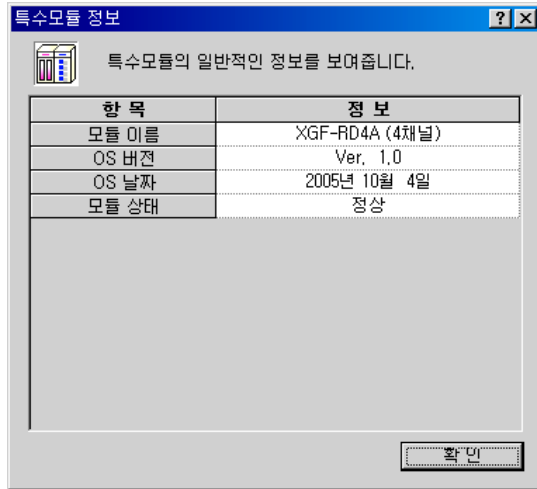 특수모듈 정보
특수모듈의 일반적인 정보를 보여줍니다.
항 목 정 보
모듈 이름 XGF-RD4A (4채널)
OS 버전 Ver. 1.0
OS 날짜 2005년 10월 4일
모듈 상태 정상
확 인